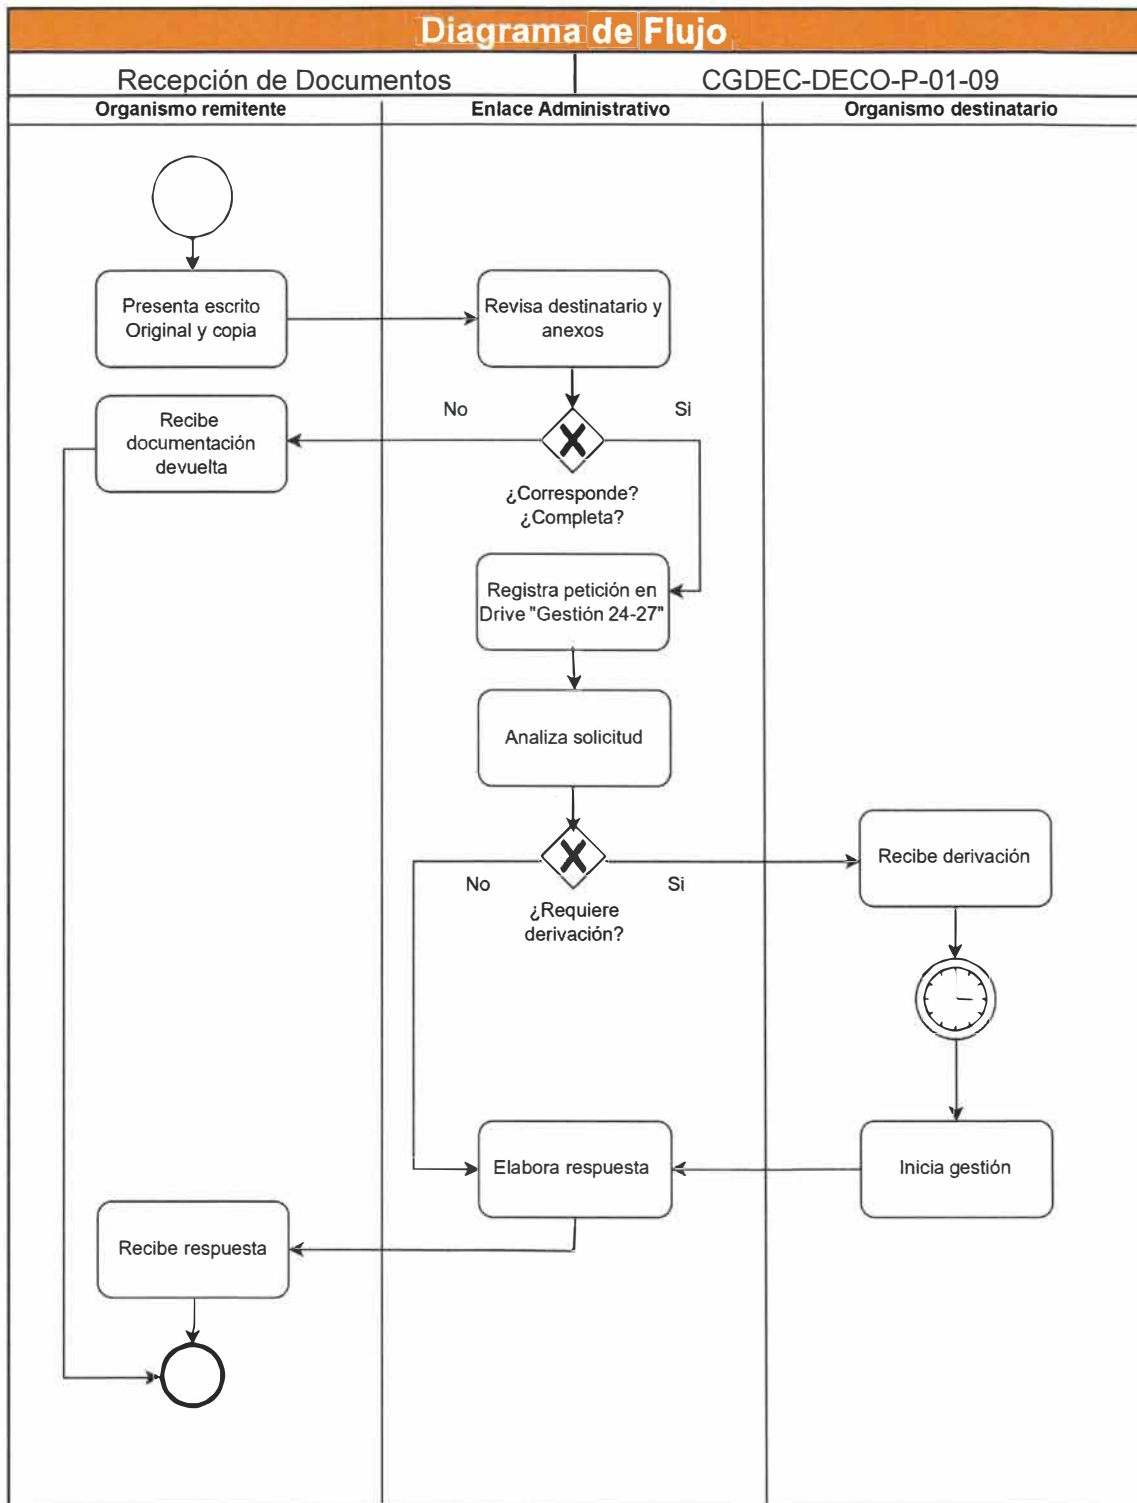 Diagrama de Flujo
Recepción de Documentos
CGDEC-DECO-P-01-09
Organismo remitente
Enlace Administrativo
Organismo destinatario
Presenta escrito
Original y copia
Revisa destinatario y
anexos
No
Si
Recibe
documentación
devuelta
¿Corresponde?
¿Completa?
Registra petición en
Drive "Gestión 24-27"
Analiza solicitud
Recibe derivación
No
Si
¿Requiere
derivación?
Elabora respuesta
Inicia gestión
Recibe respuesta